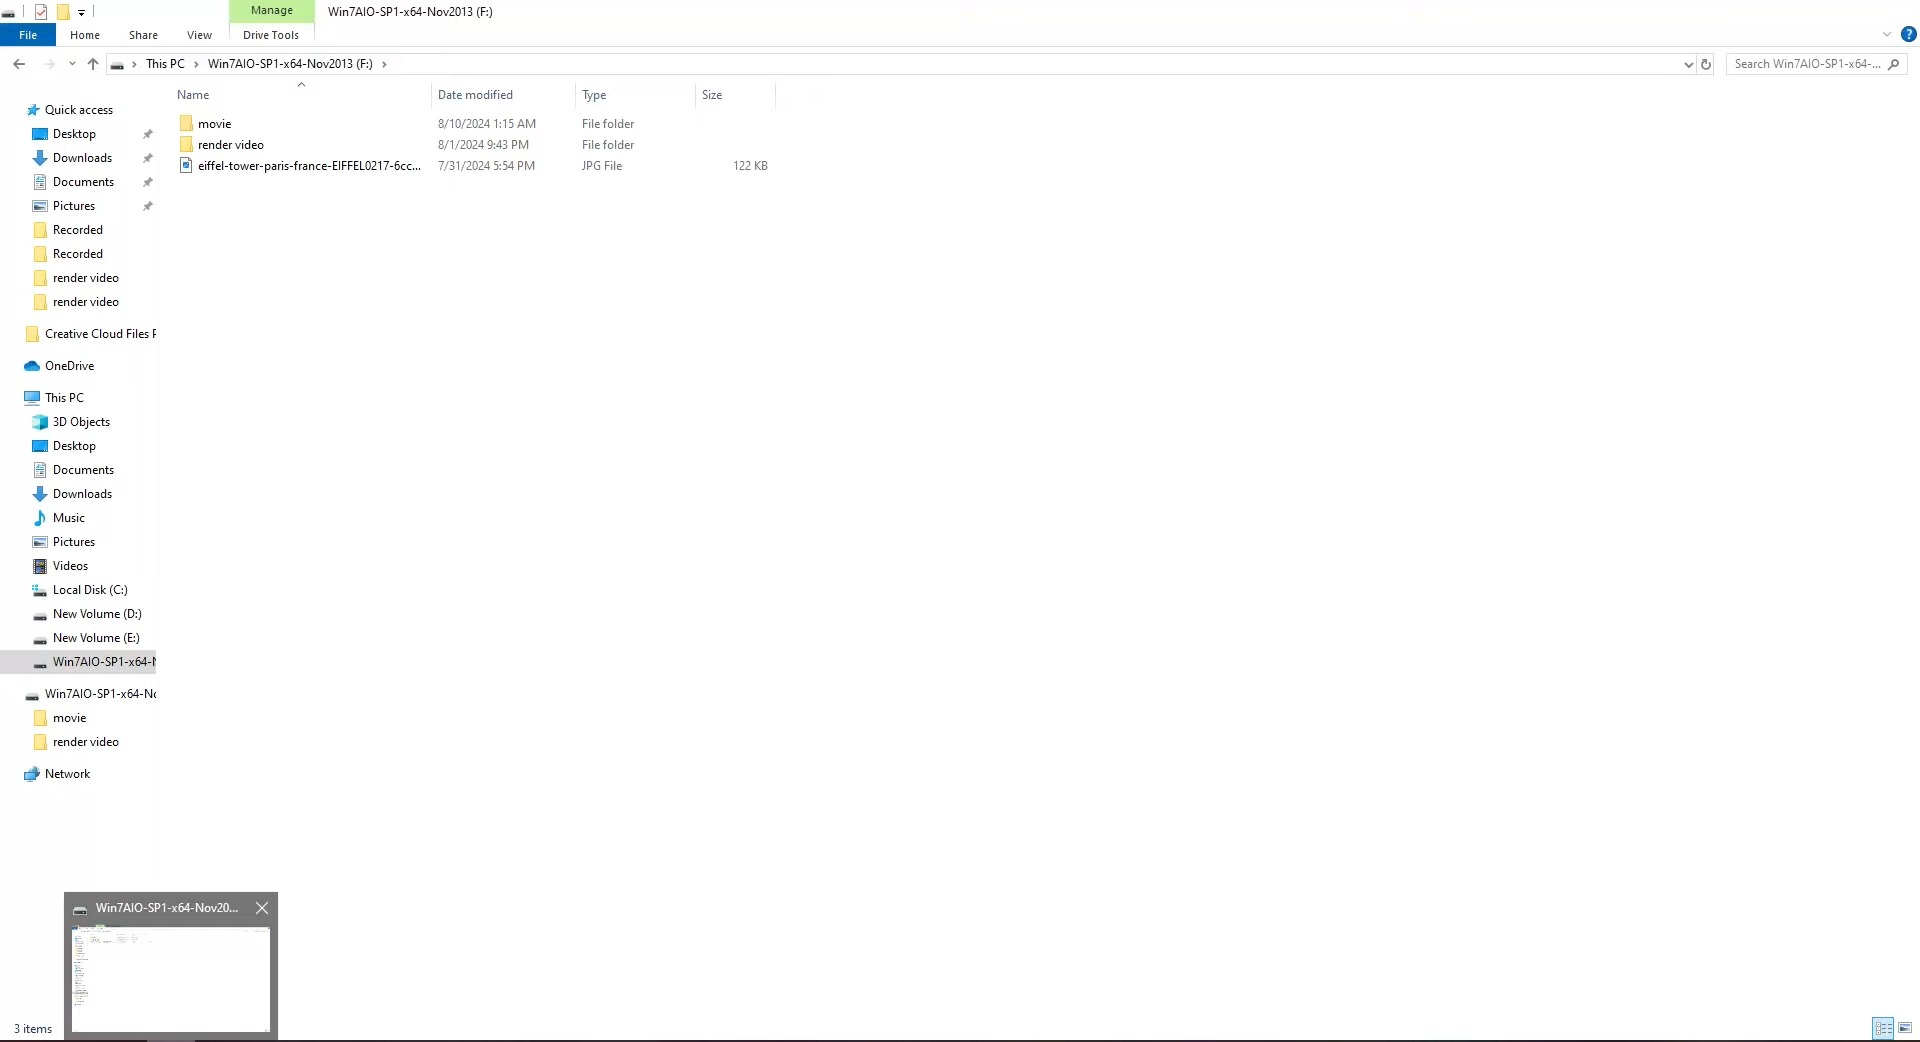 Manage
Win7AIO-SP1-x64-Nov2013 (F:)
File
Home
Share
View
Drive Tools
This PC
Win7AIO-SP1-x64-Nov2013 (F:)
Search Win7AIO-SP1-x64-...
Name
Date modified
Type
Size
movie
8/10/2024 1:15 AM
File folder
render video
8/1/2024 9:43 PM
File folder
eiffel-tower-paris-france-EIFFEL0217-6cc...
7/31/2024 5:54 PM
JPG File
122 KB
Quick access
Desktop
Downloads
Documents
Pictures
Recorded
Recorded
render video
render video
Creative Cloud Files
OneDrive
This PC
3D Objects
Desktop
Documents
Downloads
Music
Pictures
Videos
Local Disk (C:)
New Volume (D:)
New Volume (E:)
Win7AIO-SP1-x64-N
Win7AIO-SP1-x64-No
movie
render video
Network
Win7AIO-SP1-x64-Nov20...
3 items